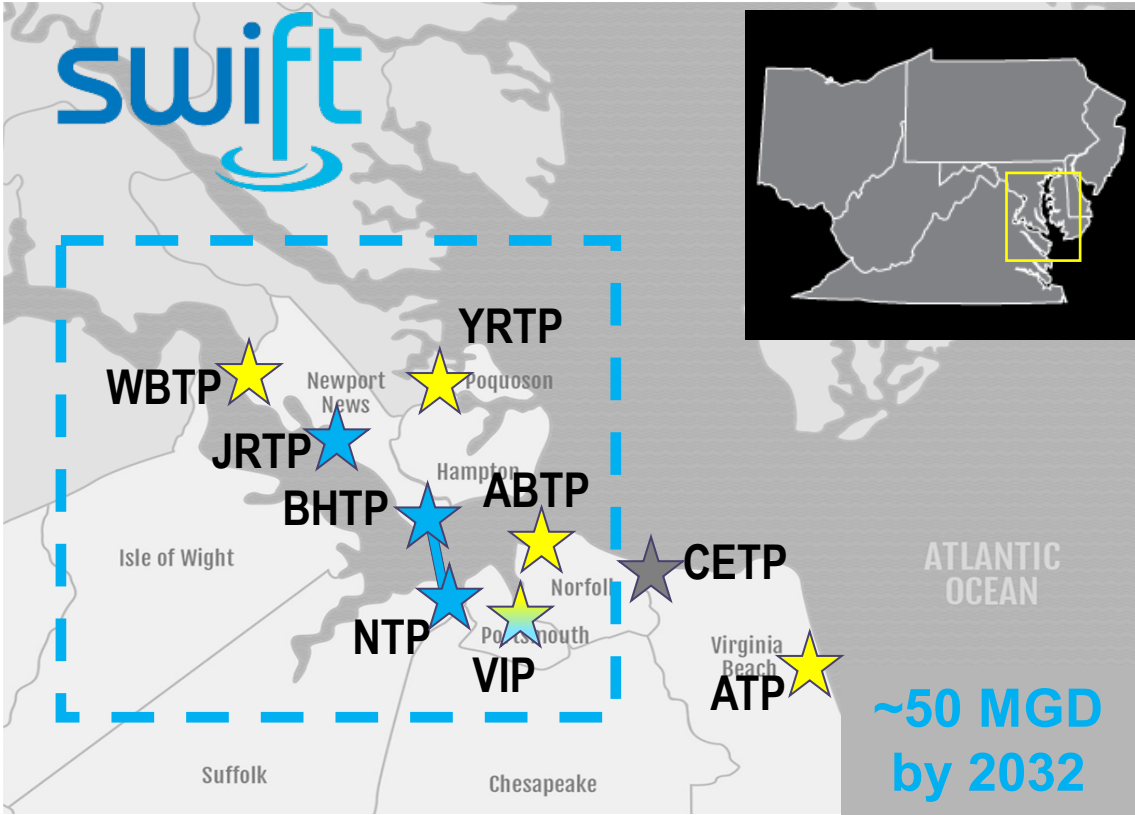 swift
YRTP
WBTP
Newport
News
Poquoson
JRTP
Hampton
BHTP
ABTP
Isle of Wight
CETP
ATLANTIC
OCEAN
Norfolk
NTP
Portsmouth
VIP
Virginia
Beach
ATP
~50 MGD
by 2032
Suffolk
Chesapeake